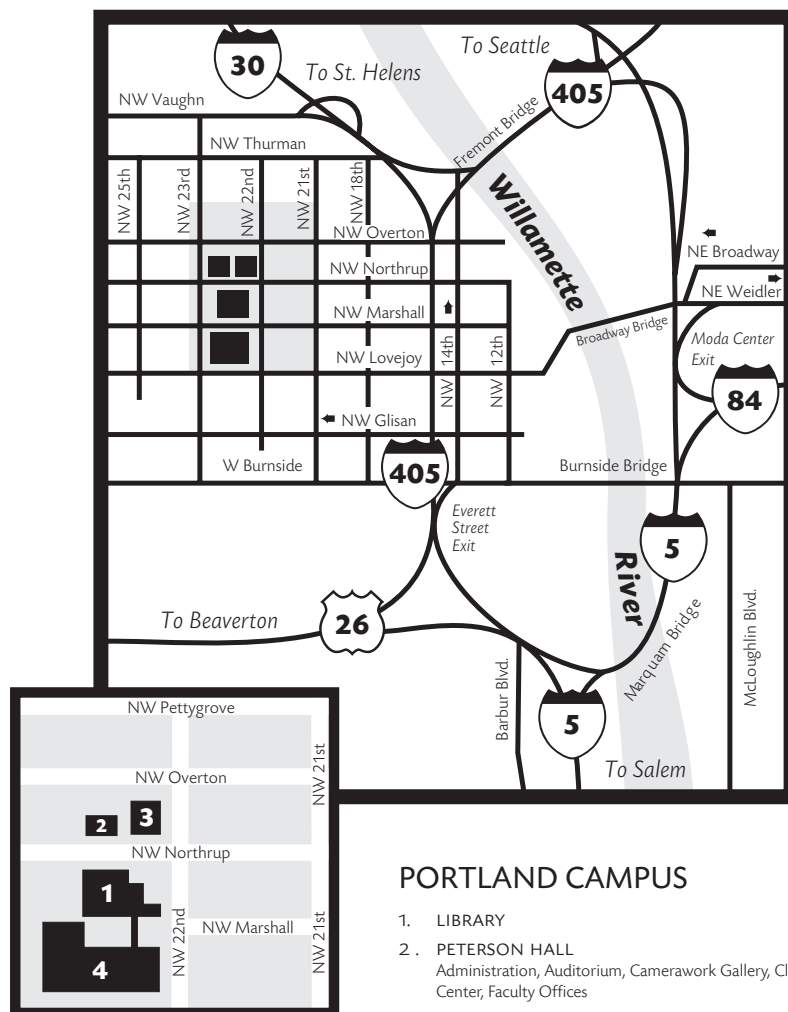 To Seattle
30
To St. Helens
405
NW Vaughn
Fremont Bridge
NW Thurman
NW 25th
NW 23rd
NW 22nd
NW 21st
NW 18th
Willamette
NW Overton
NE Broadway
NW Northrup
NE Weidler
NW Marshall
Broadway Bridge
Moda Center
Exit
NW Lovejoy
NW 14th
NW 12th
84
NW Glisan
405
W Burnside
Burnside Bridge
Everett
Street
Exit
5
River
26
To Beaverton
Marquam Bridge
McLoughlin Blvd.
Barbur Blvd.
5
To Salem
NW Pettygrove
NW 21st
NW Overton
2
3
NW Northrup
1
NW 22nd
NW Marshall
NW 21st
4
PORTLAND CAMPUS
1. LIBRARY
2. PETERSON HALL
Administration, Auditorium, Camerawork Gallery,
Center, Faculty Offices